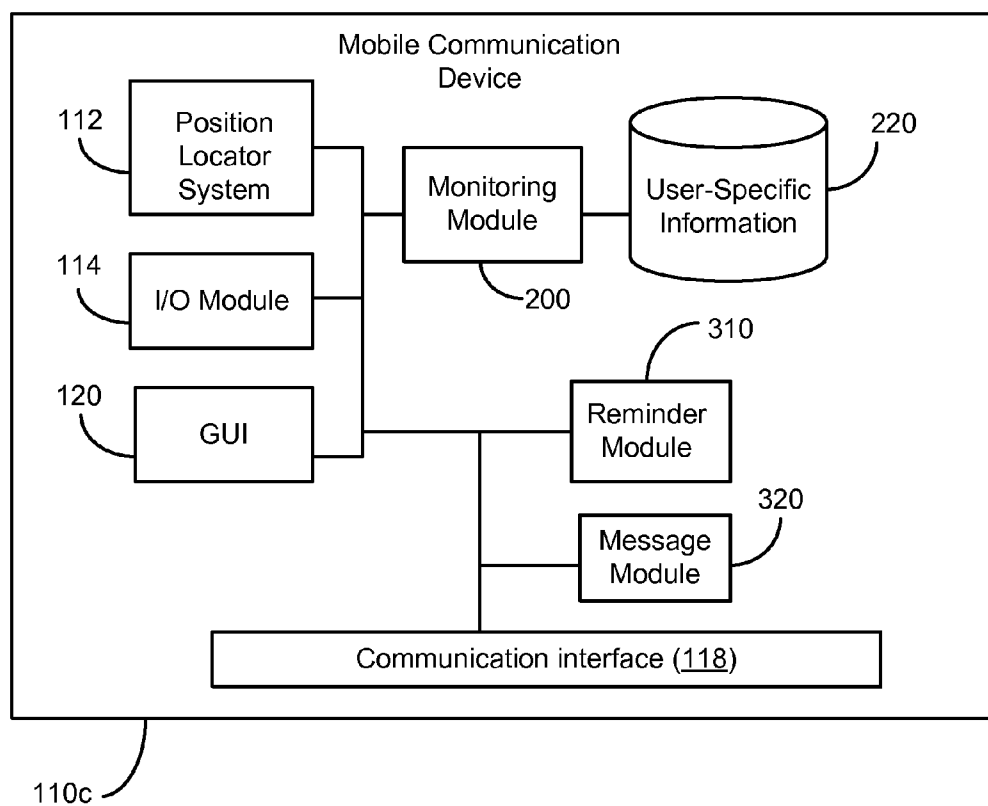 Mobile Communication
Device
112
Position
Locator
System
Monitoring
Module
200
User-Specific
Information
220
114
I/O Module
310
Reminder
Module
120
GUI
320
Message
Module
Communication interface (118)
110c